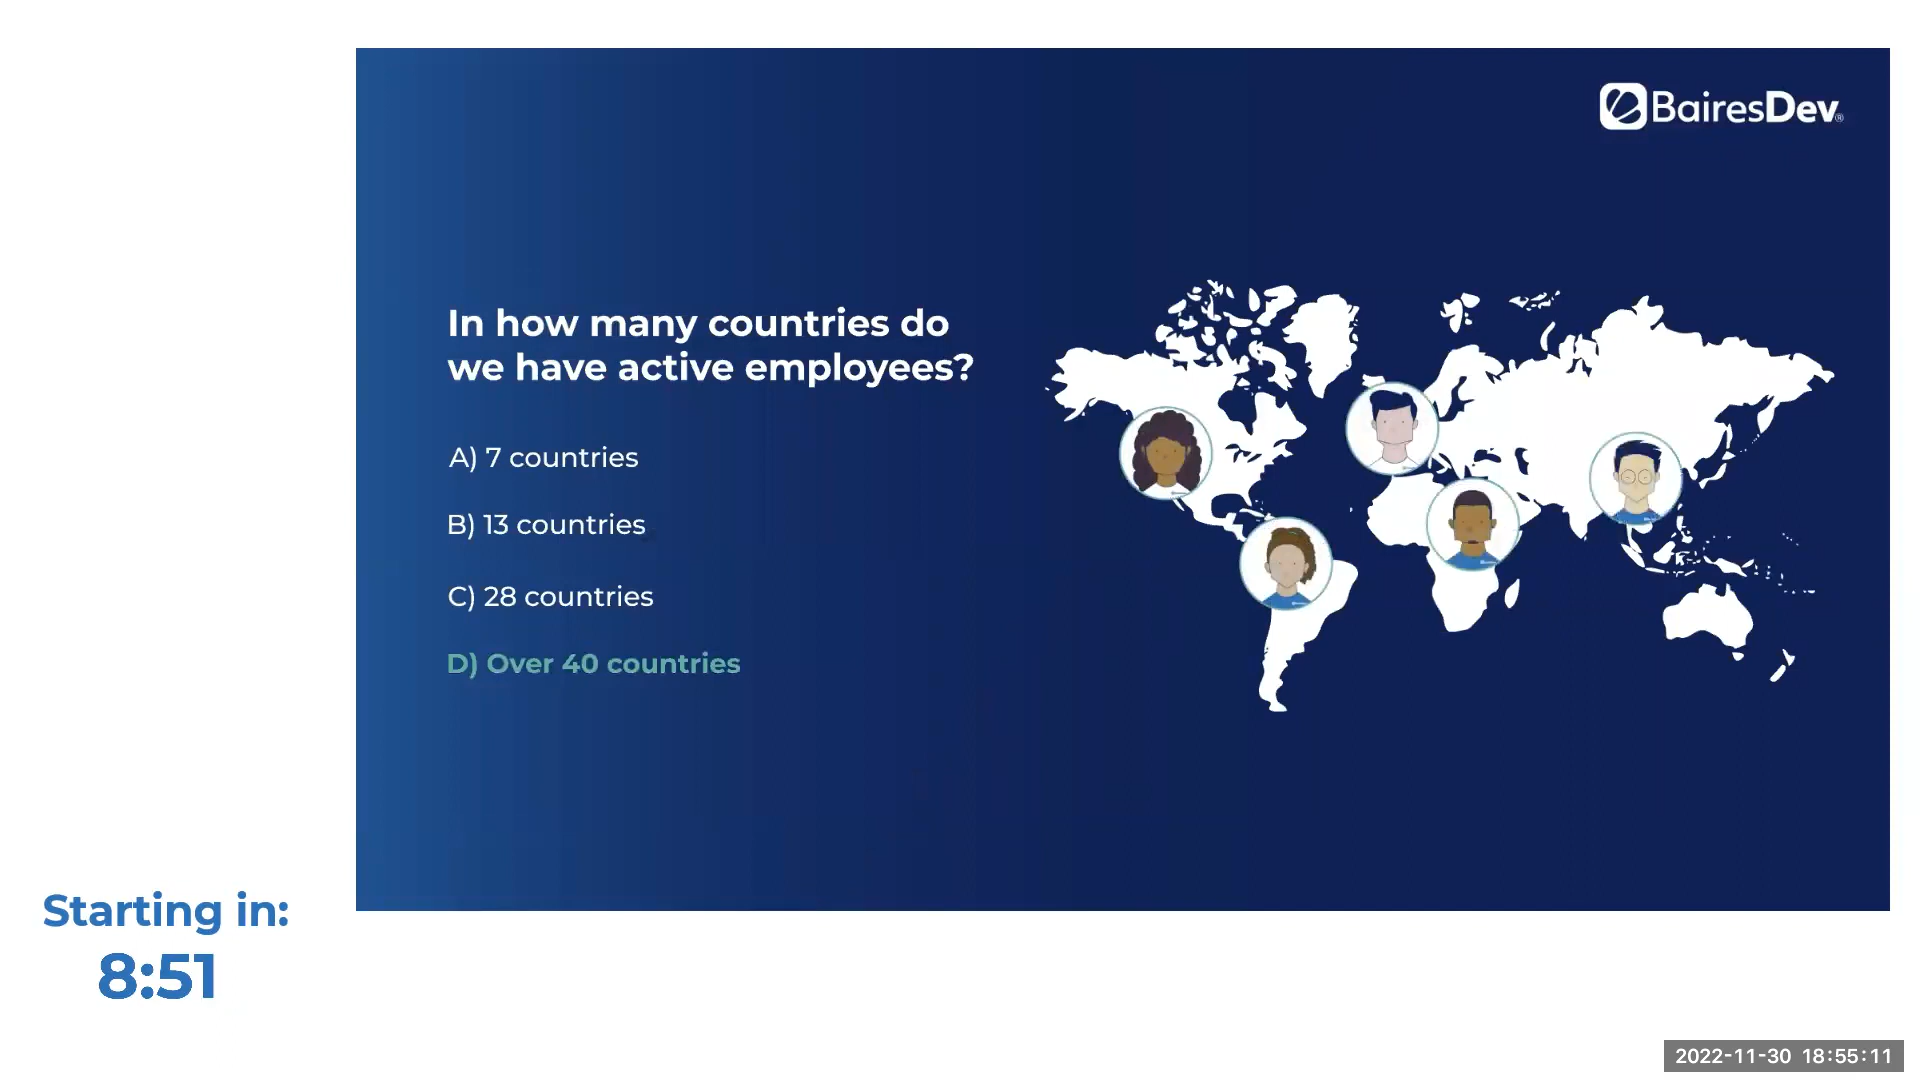 BairesDev®
In how many countries do
we have active employees?
A) 7 countries
B) 13 countries
C) 28 countries
D) Over 40 countries
Starting in:
8:51
2022-11-30 18:55:11